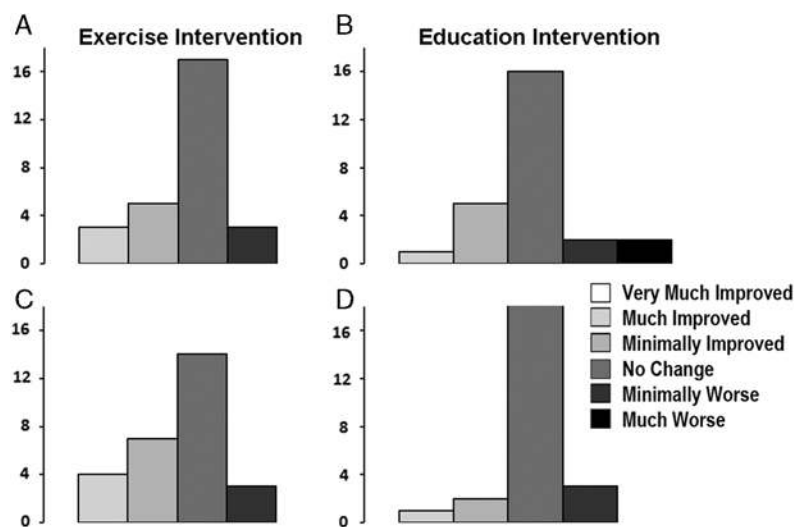 A Exercise Intervention
B Education Intervention
16
12
8
4
0
16
12
8
4
0
C
D
16
12
8
4
0
16
12
8
4
0
Very Much Improved
Much Improved
Minimally Improved
No Change
Minimally Worse
Much Worse